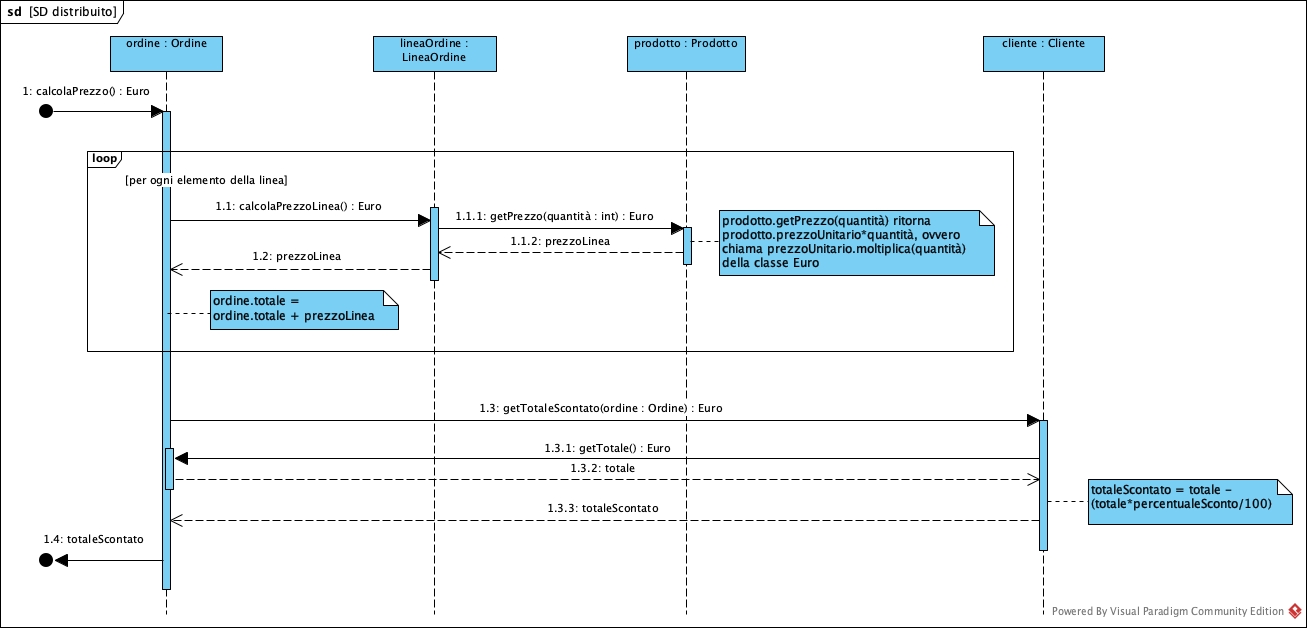 sd [SD distribuito]
ordine : Ordine
lineaOrdine :
LineaOrdine
prodotto : Prodotto
cliente : Cliente
1: calcolaPrezzo() : Euro
loop
[per ogni elemento della linea]
1.1: calcolaPrezzoLinea() : Euro
1.1.1: getPrezzo(quantità : int) : Euro
prodotto.getPrezzo(quantità) ritorna
prodotto.prezzoUnitario*quantità, ovvero
chiama prezzoUnitario.moltiplica(quantità)
della classe Euro
1.1.2: prezzoLinea
1.2: prezzoLinea
ordine.totale =
ordine.totale + prezzoLinea
1.3: getTotaleScontato(ordine : Ordine) : Euro
1.3.1: getTotale() : Euro
1.3.2: totale
totaleScontato = totale -
(totale*percentualeSconto/100)
1.3.3: totaleScontato
1.4: totaleScontato
Powered By Visual Paradigm Community Edition